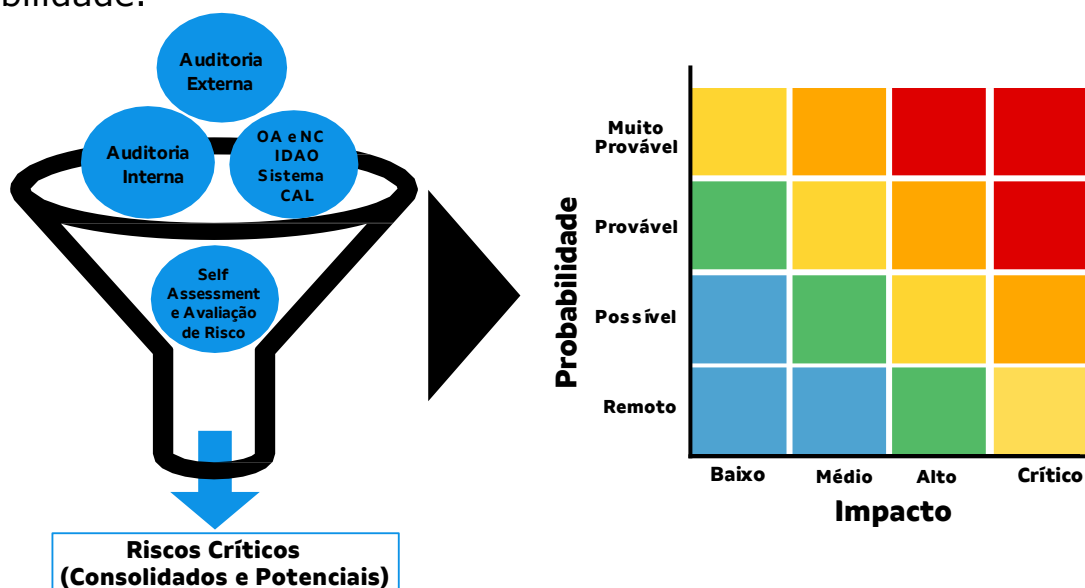 bilidade.
Auditoria
Externa
Auditoria
Interna
OA e NC
IDAO
Sistema
CAL
Self
Assessment
e Avaliação
de Risco
Riscos Críticos
(Consolidados e Potenciais)
Probabilidade
Muito
Provável
Provável
Possível
Remoto
Baixo
Médio
Alto
Crítico
Impacto